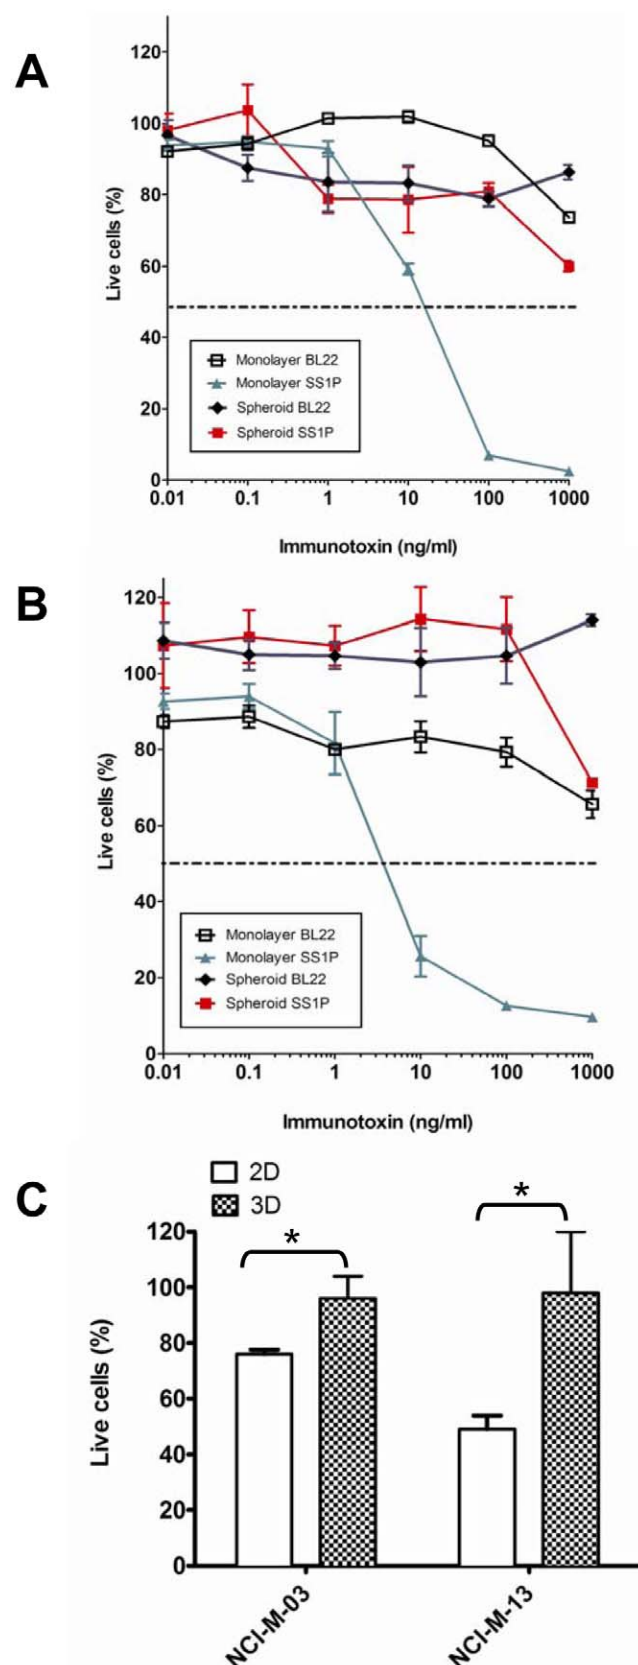 A
120
100
80
60
40
20
0
Live cells (%)
Monolayer BL22
Monolayer SS1P
Spheroid BL22
Spheroid SS1P
0.01 0.1 1 10 100 1000
Immunotoxin (ng/ml)
B
120
100
80
60
40
20
0
Live cells (%)
Monolayer BL22
Monolayer SS1P
Spheroid BL22
Spheroid SS1P
0.01 0.1 1 10 100 1000
Immunotoxin (ng/ml)
C
2D
3D
* *
120
100
80
60
40
20
0
Live cells (%)
NCI-M-03 NCI-M-13